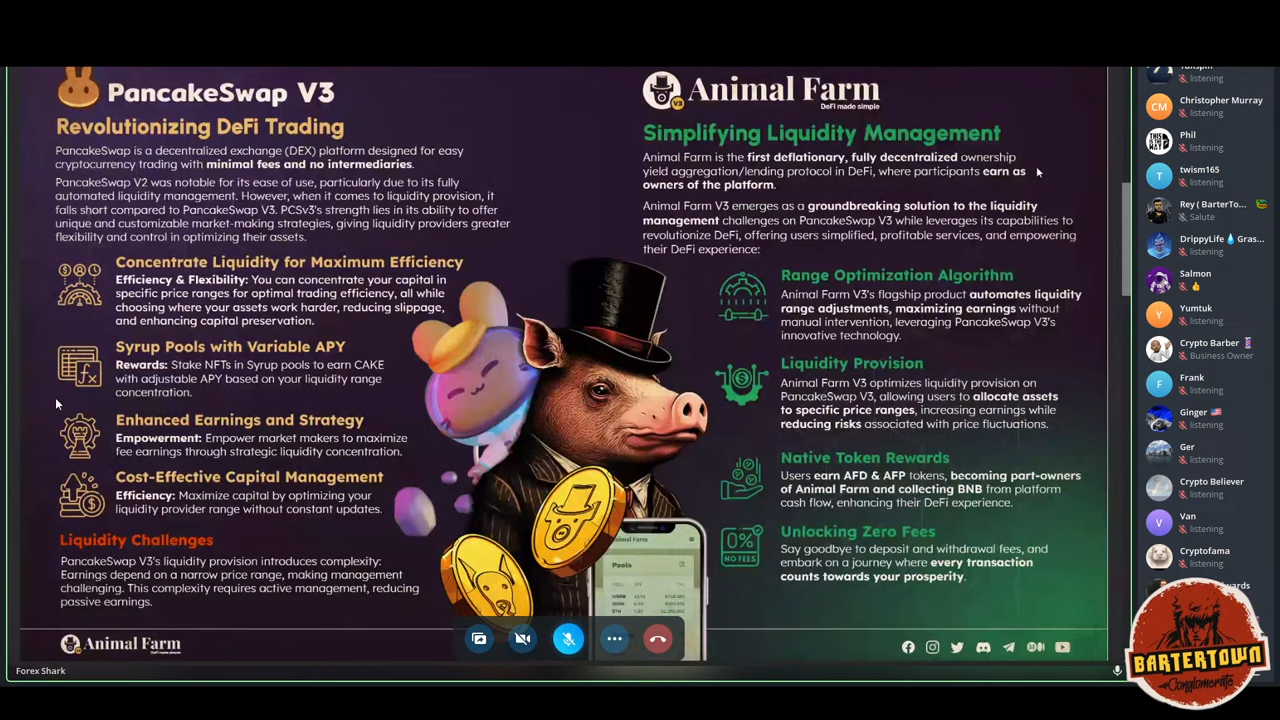 PancakeSwap V3
Revolutionizing DeFi Trading
PancakeSwap is a decentralized exchange (DEX) platform designed for easy
cryptocurrency trading with minimal fees and no intermediaries.
PancakeSwap V2 was notable for its ease of use, particularly due to its fully
automated liquidity management. However, when it comes to liquidity provision, it
falls short compared to PancakeSwap V3. PCSv3's strength lies in its ability to offer
unique and customizable market-making strategies, giving liquidity providers greater
flexibility and control in optimizing their assets.
Concentrate Liquidity for Maximum Efficiency
Efficiency & Flexibility: You can concentrate your capital in
specific price ranges for optimal trading efficiency, all while
choosing where your assets work harder, reducing slippage,
and enhancing capital preservation.
Syrup Pools with Variable APY
Rewards: Stake NFTs in Syrup pools to earn CAKE
with adjustable APY based on your liquidity range
concentration.
Enhanced Earnings and Strategy
Empowerment: Empower market makers to maximize
fee earnings through strategic liquidity concentration.
Cost-Effective Capital Management
Efficiency: Maximize capital by optimizing your
liquidity provider range without constant updates.
Liquidity Challenges
PancakeSwap V3's liquidity provision introduces complexity:
Earnings depend on a narrow price range, making management
challenging. This complexity requires active management, reducing
passive earnings.
Animal Farm
DeFi made simple
Forex Shark
V3
Animal Farm
DeFi made simple
Simplifying Liquidity Management
Animal Farm is the first deflationary, fully decentralized ownership
yield aggregation/lending protocol in DeFi, where participants earn as
owners of the platform.
Animal Farm V3 emerges as a groundbreaking solution to the liquidity
management challenges on PancakeSwap V3 while leverages its capabilities to
revolutionize DeFi, offering users simplified, profitable services, and empowering
their DeFi experience:
Range Optimization Algorithm
Animal Farm V3's flagship product automates liquidity
range adjustments, maximizing earnings without
manual intervention, leveraging PancakeSwap V3's
innovative technology.
Liquidity Provision
Animal Farm V3 optimizes liquidity provision on
PancakeSwap V3, allowing users to allocate assets
to specific price ranges, increasing earnings while
reducing risks associated with price fluctuations.
Native Token Rewards
Users earn AFD & AFP tokens, becoming part-owners
of Animal Farm and collecting BNB from platform
cash flow, enhancing their DeFi experience.
0%
NO FEES
Unlocking Zero Fees
Say goodbye to deposit and withdrawal fees, and
embark on a journey where every transaction
counts towards your prosperity.
Animal Farm
Pools
listening
CM
Christopher Murray
listening
THIS IS
THE WAY
Phil
listening
T
twism165
listening
Rey ( BarterTo...
Salute
DrippyLife Gras...
listening
Salmon
Y
Yumtuk
listening
Crypto Barber
Business Owner
F
Frank
listening
Ginger
listening
Ger
listening
Crypto Believer
listening
V
Van
listening
Cryptofama
listening
BARTERTOWN
Conglomerate